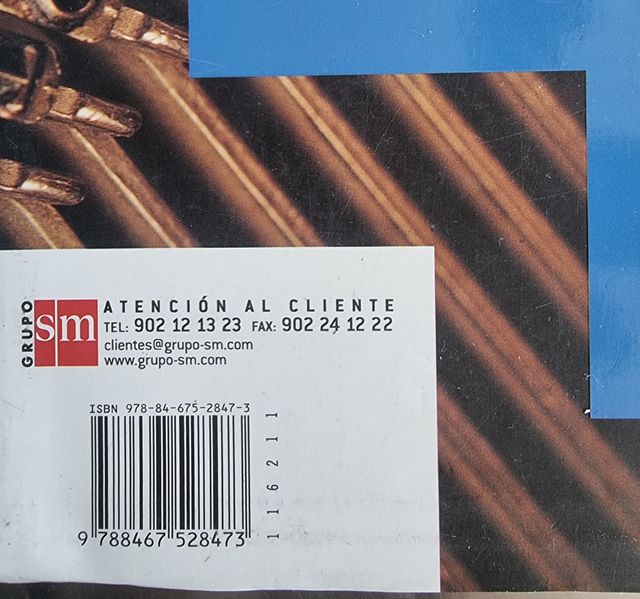 GRUPO
sm
ATENCIÓN AL CLIENTE
TEL: 902 12 13 23 FAX: 902 24 12 22
clientes@grupo-sm.com
www.grupo-sm.com
ISBN 978-84-675-2847-3
9 788467 528473
116211